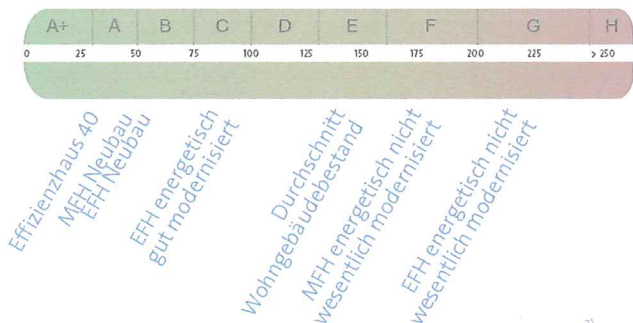 A+ A B C D E F G H
0 25 50 75 100 125 150 175 200 225 > 250
Effizienzhaus 40
MFH Neubau
EFH Neubau
EFH energetisch
gut modernisiert
Durchschnitt
Wohngebäudebestand
MFH energetisch nicht
wesentlich modernisiert
EFH energetisch nicht
wesentlich modernisiert